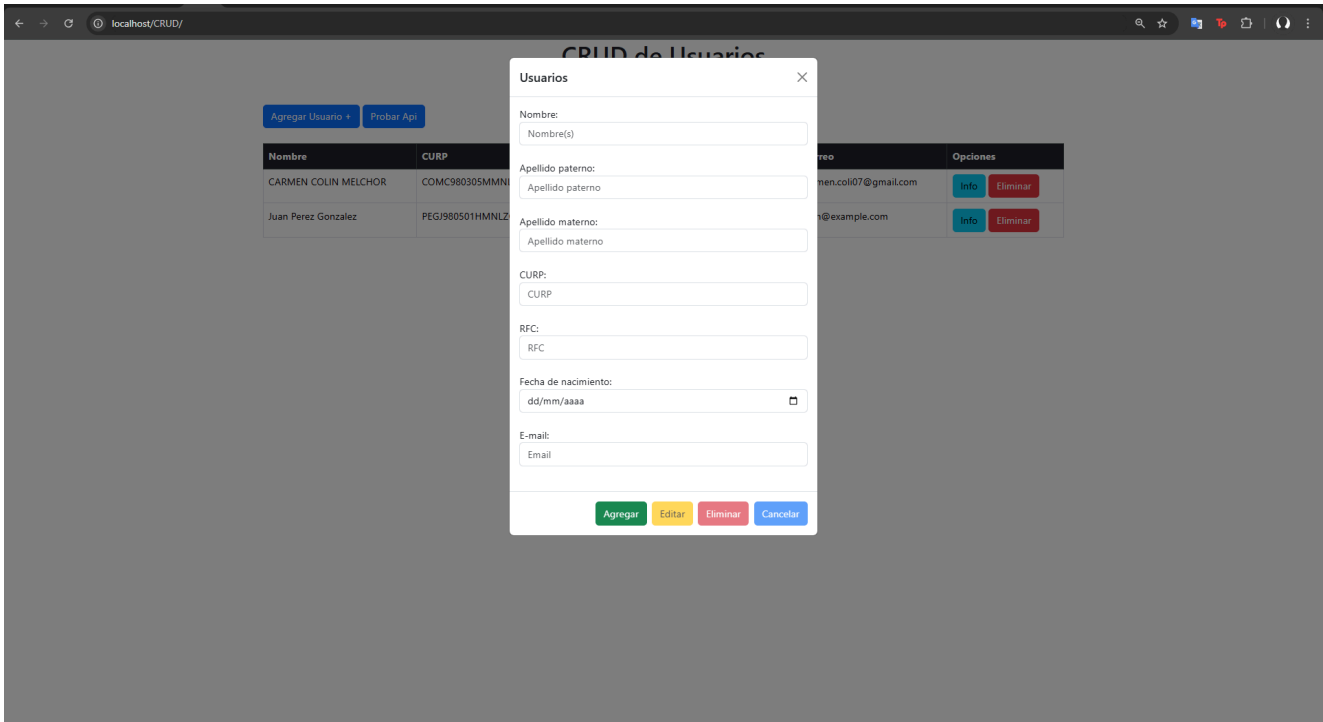 localhost/CRUD/
CRUD de Usuarios
Usuarios
Agregar Usuario +
Probar Api
Nombre CURP Opciones
CARMEN COLIN MELCHOR Info Eliminar
Juan Perez Gonzalez Info Eliminar
Nombre:
Nombre(s)
Apellido paterno:
Apellido paterno
Apellido materno:
Apellido materno
CURP:
CURP
RFC:
RFC
Fecha de nacimiento:
dd/mm/aaaa
E-mail:
Email
Agregar Editar Eliminar Cancelar